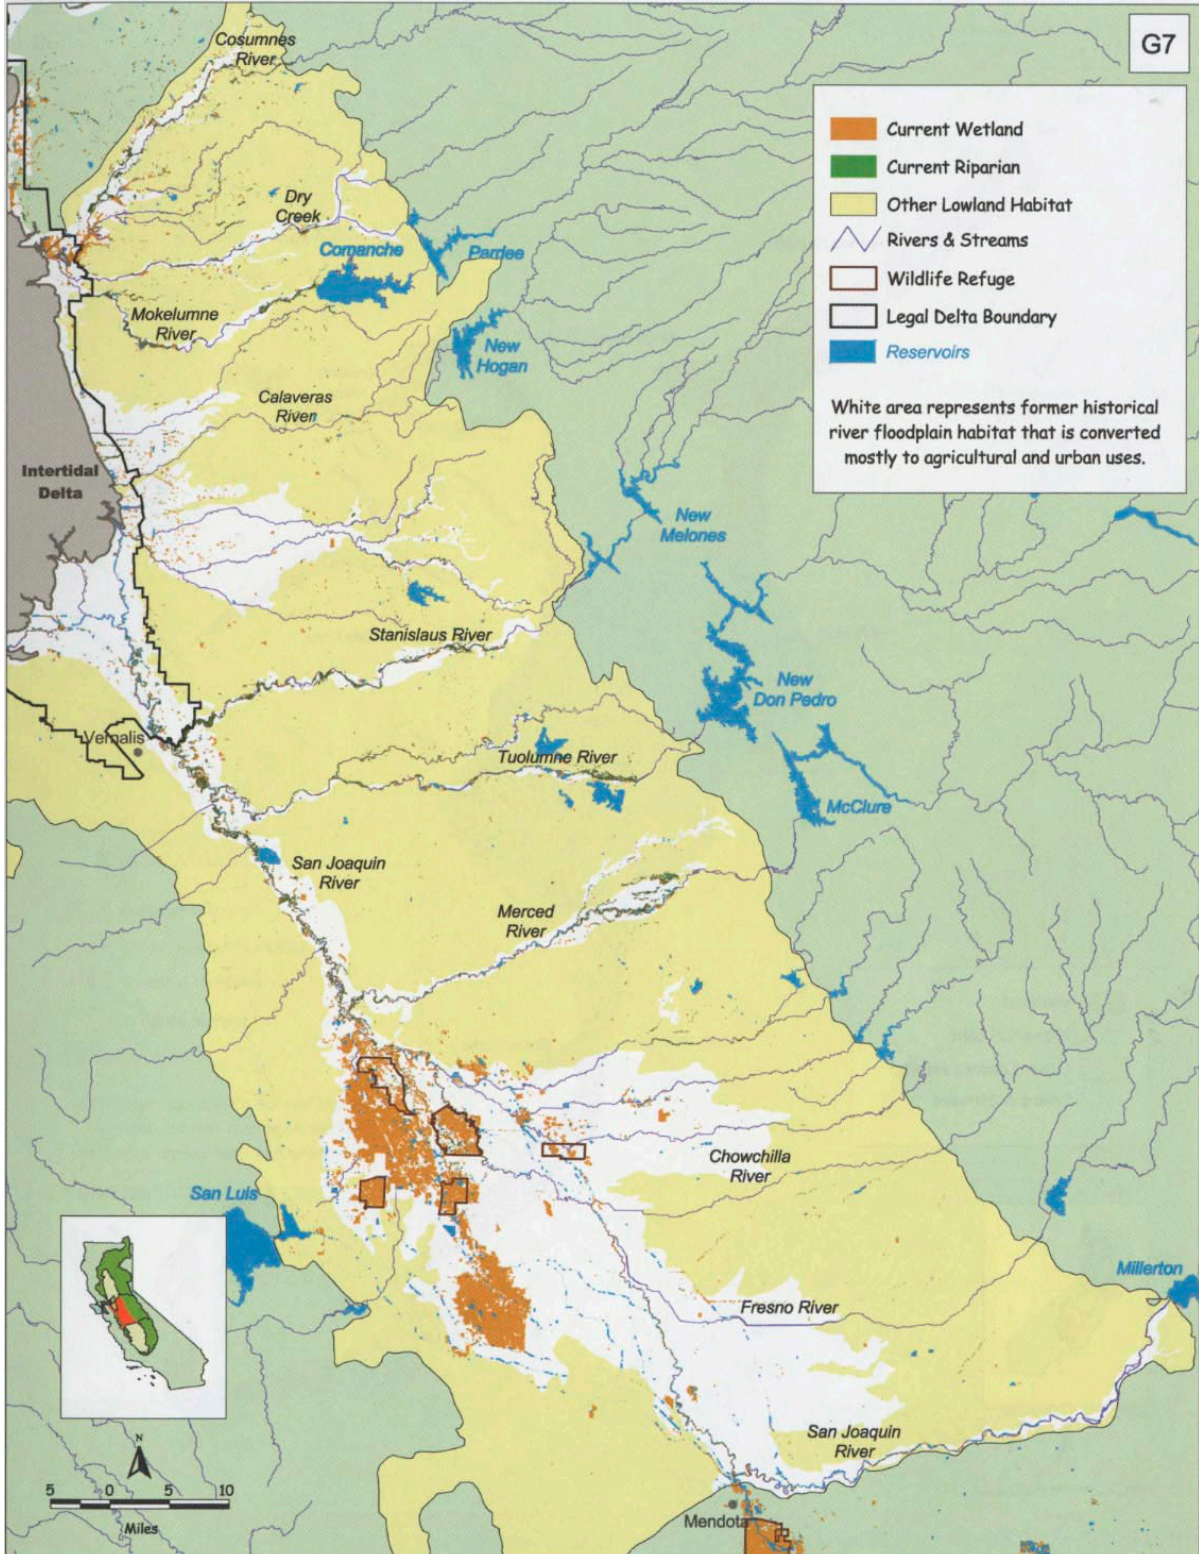 G7
Cosumnes
River
Current Wetland
Current Riparian
Other Lowland Habitat
Rivers & Streams
Wildlife Refuge
Legal Delta Boundary
Reservoirs
White area represents former historical
river floodplain habitat that is converted
mostly to agricultural and urban uses.
Dry
Creek
Comanche
Pardee
Mokelumne
River
New
Hogan
Calaveras
River
Intertidal
Delta
New
Melones
Stanislaus River
New
Don Pedro
Vernalis
Tuolumne River
McClure
San Joaquin
River
Merced
River
Chowchilla
River
San Luis
Millerton
Fresno River
San Joaquin
River
N
5 0 5 10
Miles
Mendota